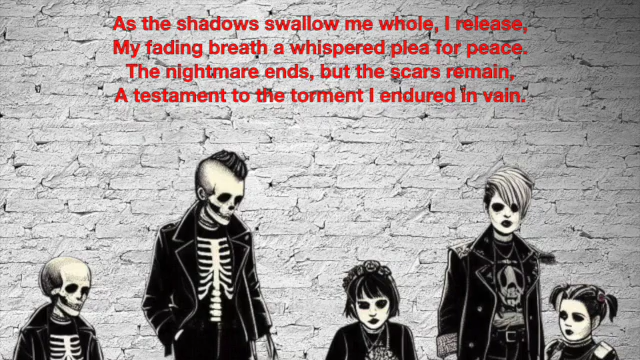 As the shadows swallow me whole, I release,
My fading breath a whispered plea for peace.
The nightmare ends, but the scars remain,
A testament to the torment I endured in vain.